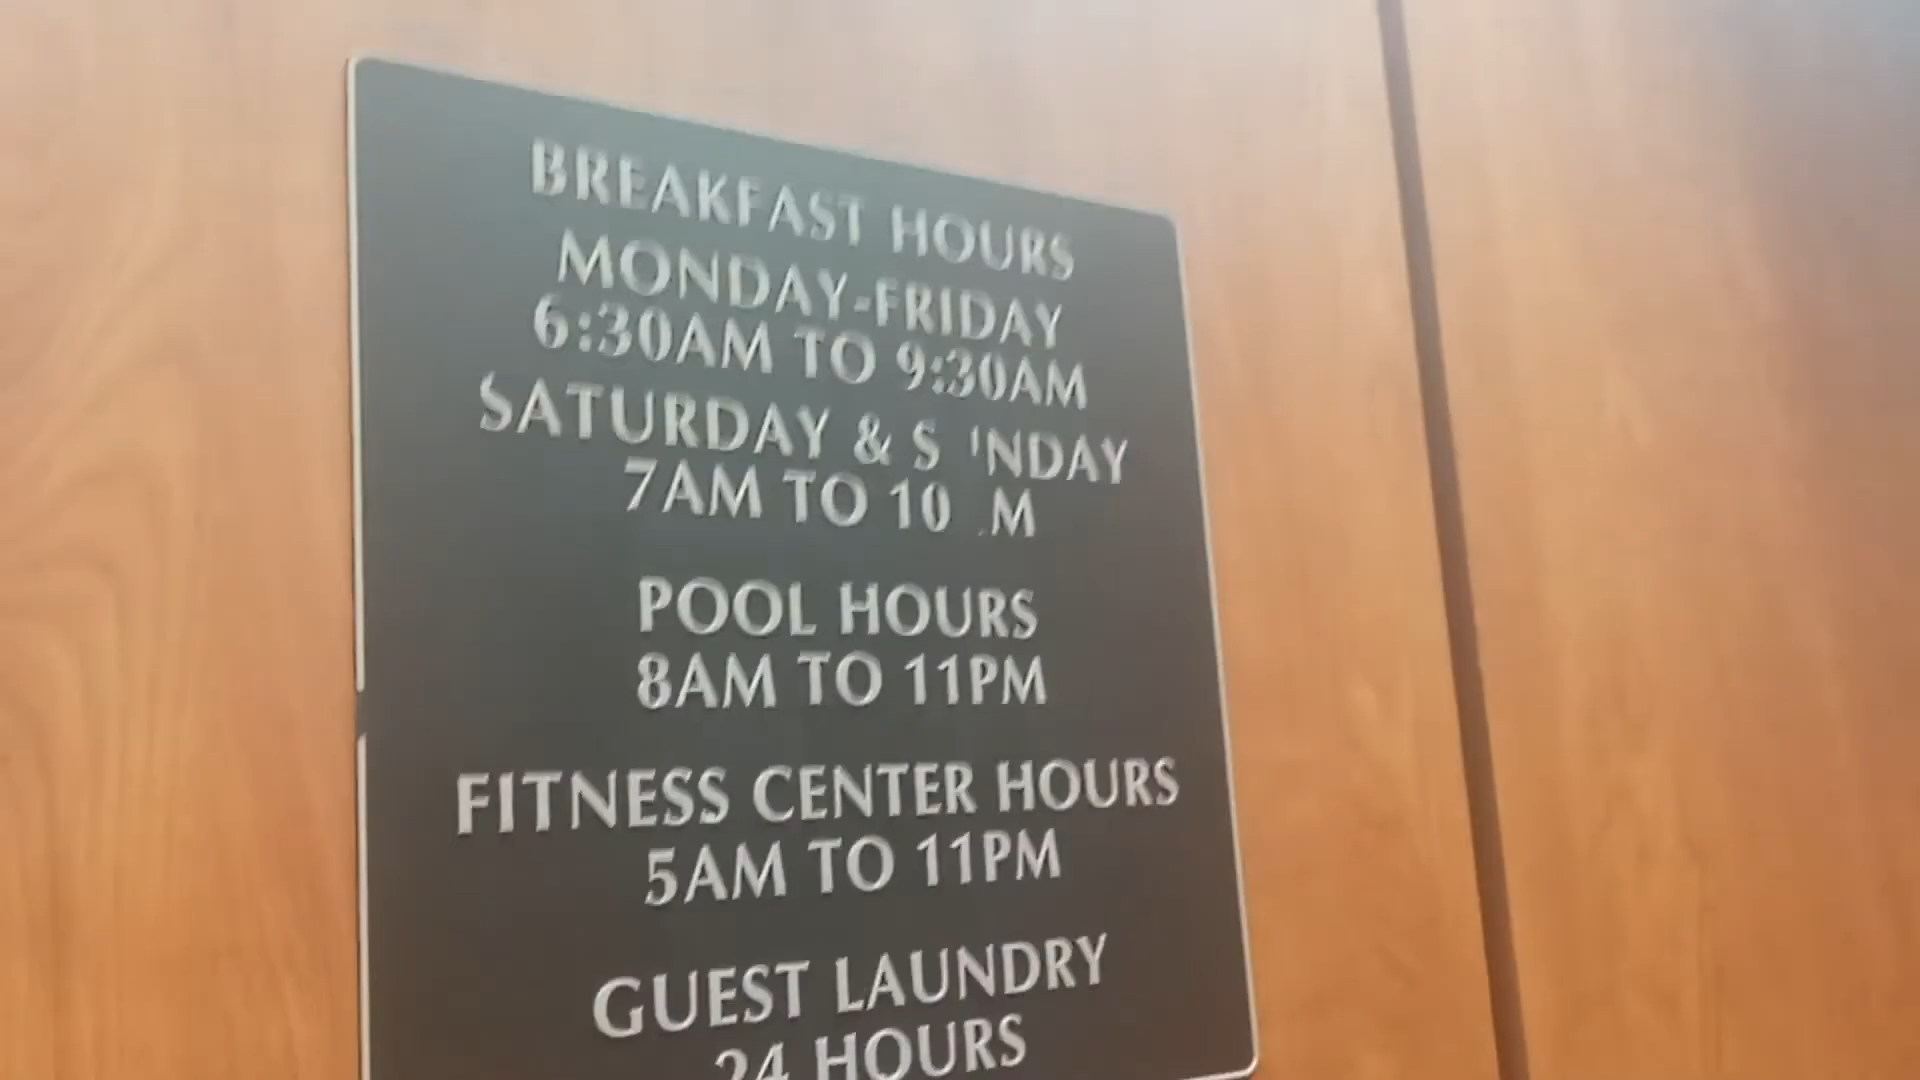 BREAKFAST HOURS
MONDAY-FRIDAY
6:30AM TO 9:30AM
SATURDAY & S NDAY
7AM TO 10 M
POOL HOURS
8AM TO 11PM
FITNESS CENTER HOURS
5AM TO 11PM
GUEST LAUNDRY
24 HOURS